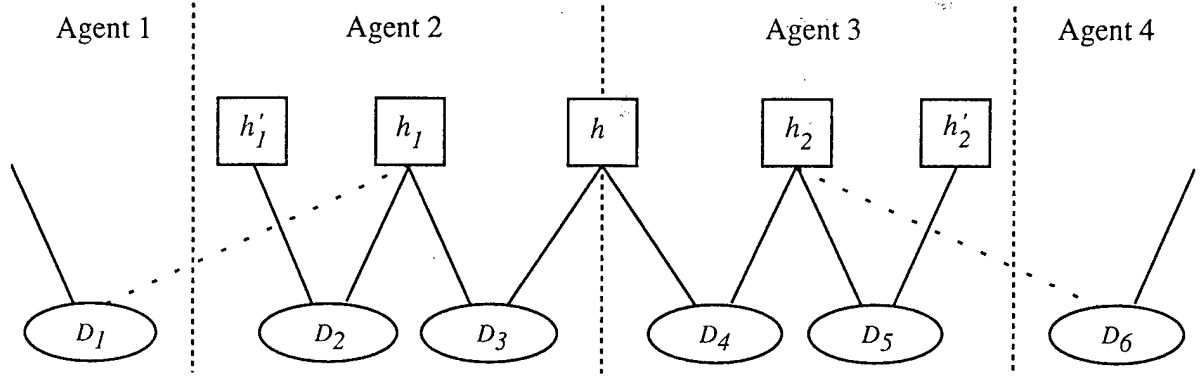 Agent 1 Agent 2 Agent 3 Agent 4
h'1 h1 h h2 h'2
D1 D2 D3 D4 D5 D6